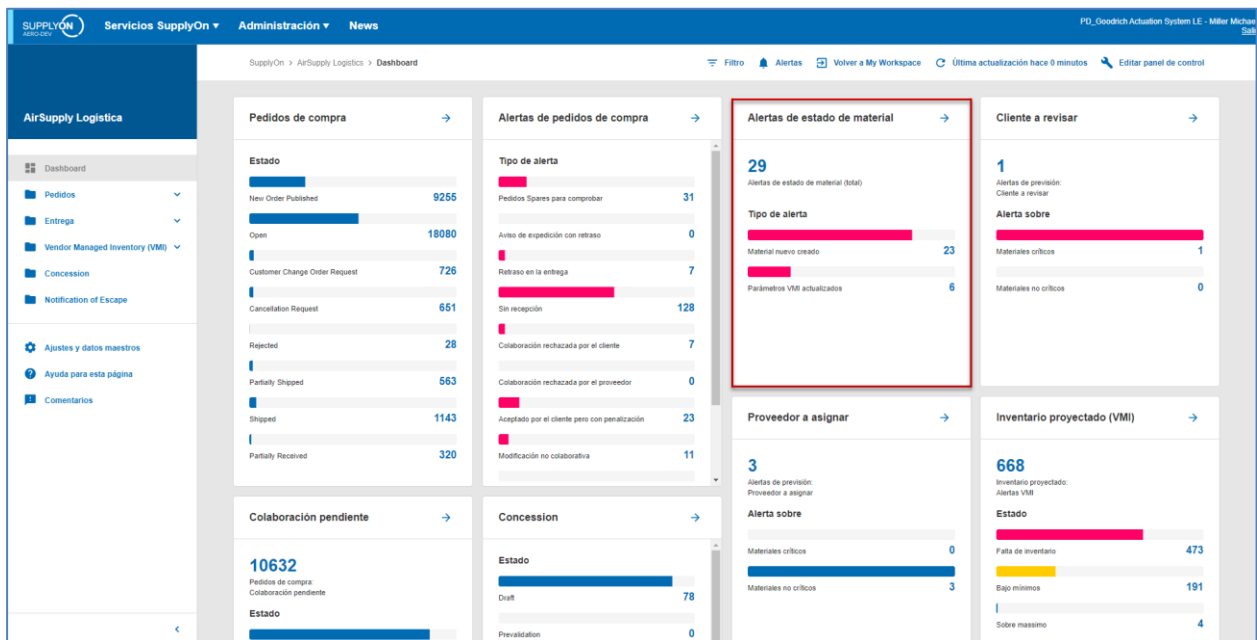 SUPPLYON
AERO-DEV
Servicios SupplyOn
Administración
News
PD_Goodrich Actuation System LE - Miller Michae
Sali
SupplyOn > AirSupply Logistics > Dashboard
Filtro
Alertas
Volver a My Workspace
Última actualización hace 0 minutos
Editar panel de control
AirSupply Logistica
Dashboard
Pedidos
Entrega
Vendor Managed Inventory (VMI)
Concession
Notification of Escape
Ajustes y datos maestros
Ayuda para esta página
Comentarios
Pedidos de compra
Estado
New Order Published 9255
Open 18080
Customer Change Order Request 726
Cancellation Request 651
Rejected 28
Partially Shipped 563
Shipped 1143
Partially Received 320
Alertas de pedidos de compra
Tipo de alerta
Pedidos Spares para comprobar 31
Aviso de expedición con retraso 0
Retraso en la entrega 7
Sin recepción 128
Colaboración rechazada por el cliente 7
Colaboración rechazada por el proveedor 0
Aceptado por el cliente pero con penalización 23
Modificación no colaborativa 11
Alertas de estado de material
29
Alertas de estado de material (total)
Tipo de alerta
Material nuevo creado 23
Parámetros VMI actualizados 6
Cliente a revisar
1
Alertas de previsión:
Cliente a revisar
Alerta sobre
Materiales críticos 1
Materiales no críticos 0
Colaboración pendiente
10632
Pedidos de compra:
Colaboración pendiente
Estado
Concession
Estado
Draft 78
Prevalidation 0
Proveedor a asignar
3
Alertas de previsión:
Proveedor a asignar
Alerta sobre
Materiales críticos 0
Materiales no críticos 3
Inventario proyectado (VMI)
668
Inventario proyectado:
Alertas VMI
Estado
Falta de inventario 473
Bajo mínimos 191
Sobre massimo 4